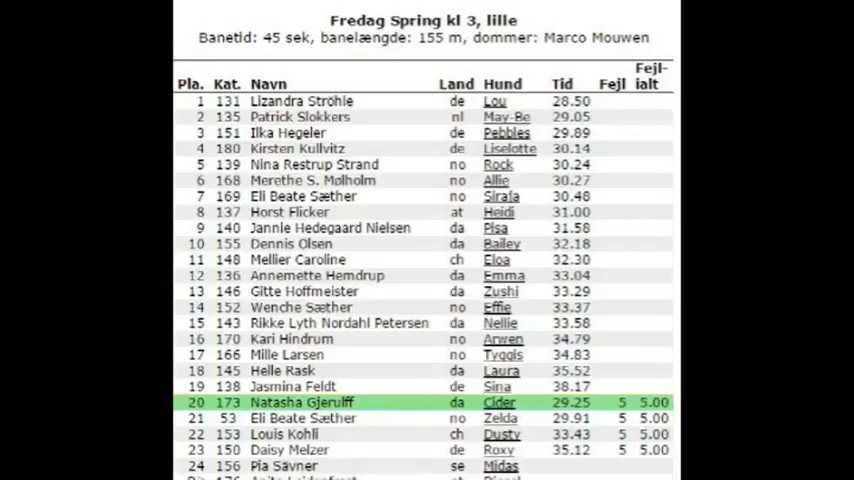 Fredag Spring kl 3, lille
Banetid: 45 sek, banelængde: 155 m, dommer: Marco Mouwen
Pla. Kat. Navn Land Hund Tid Fejl Fejl-ialt
1 131 Lizandra Ströhle de Lou 28.50
2 135 Patrick Slokkers nl May-Be 29.05
3 151 Ilka Hegeler de Pebbles 29.89
4 180 Kirsten Kullvitz de Liselotte 30.14
5 139 Nina Restrup Strand no Rock 30.24
6 168 Merethe S. Mølholm no Allie 30.27
7 169 Eli Beate Sæther no Siraja 30.48
8 137 Horst Flicker at Heidi 31.00
9 140 Jannie Hedegaard Nielsen da Pisa 31.58
10 155 Dennis Olsen da Bailey 32.18
11 148 Mellier Caroline ch Eloa 32.30
12 136 Annemette Hemdrup da Emma 33.04
13 146 Gitte Hoffmeister da Zushi 33.29
14 152 Wenche Sæther no Effie 33.37
15 143 Rikke Lyth Nordahl Petersen da Nellie 33.58
16 170 Kari Hindrum no Arwen 34.79
17 166 Mille Larsen no Tyggis 34.83
18 145 Helle Rask da Laura 35.52
19 138 Jasmina Feldt de Sina 38.17
20 173 Natasha Gjerulff da Cider 29.25 5 5.00
21 53 Eli Beate Sæther no Zelda 29.91 5 5.00
22 153 Louis Kohli ch Dusty 33.43 5 5.00
23 150 Daisy Melzer de Roxy 35.12 5 5.00
24 156 Pia Sävner se Midas